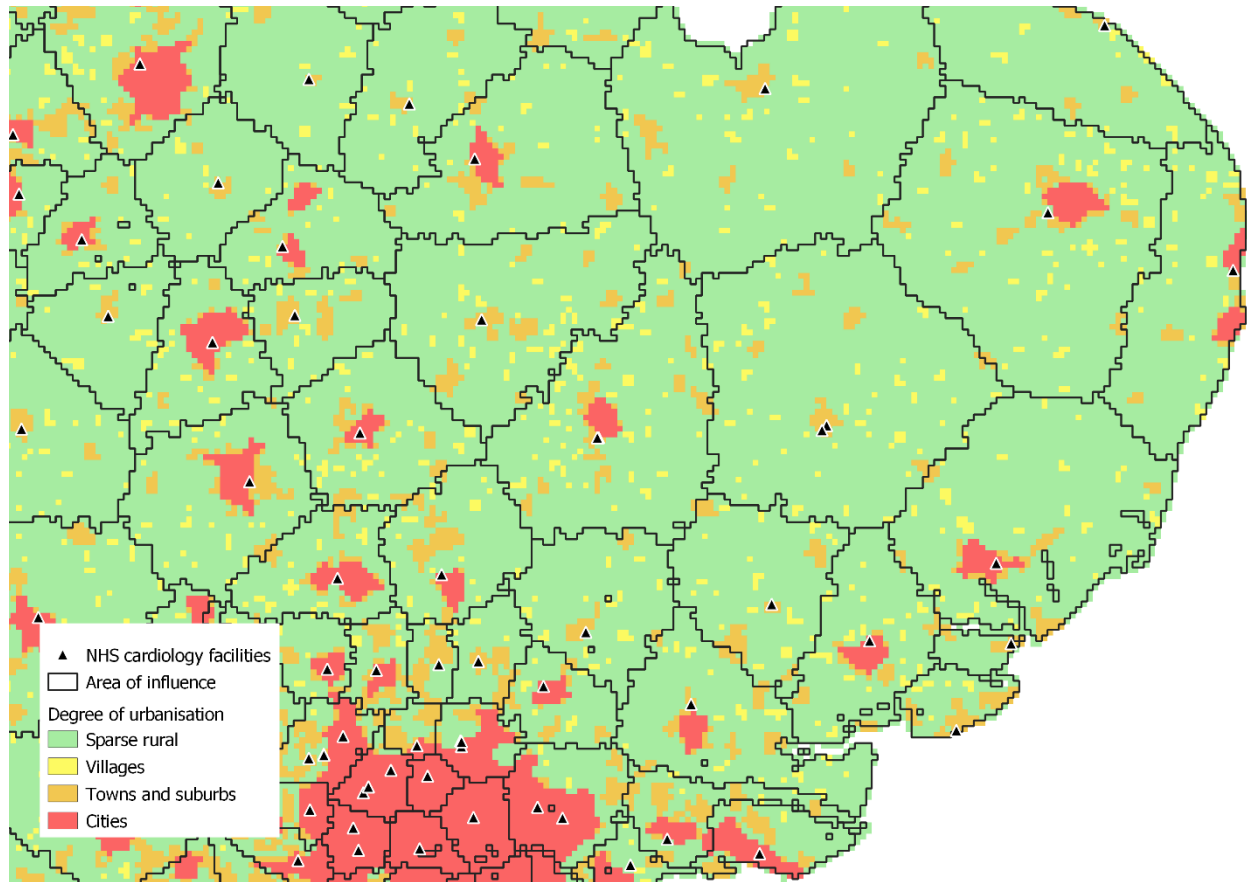 NHS cardiology facilities
Area of influence
Degree of urbanisation
Sparse rural
Villages
Towns and suburbs
Cities